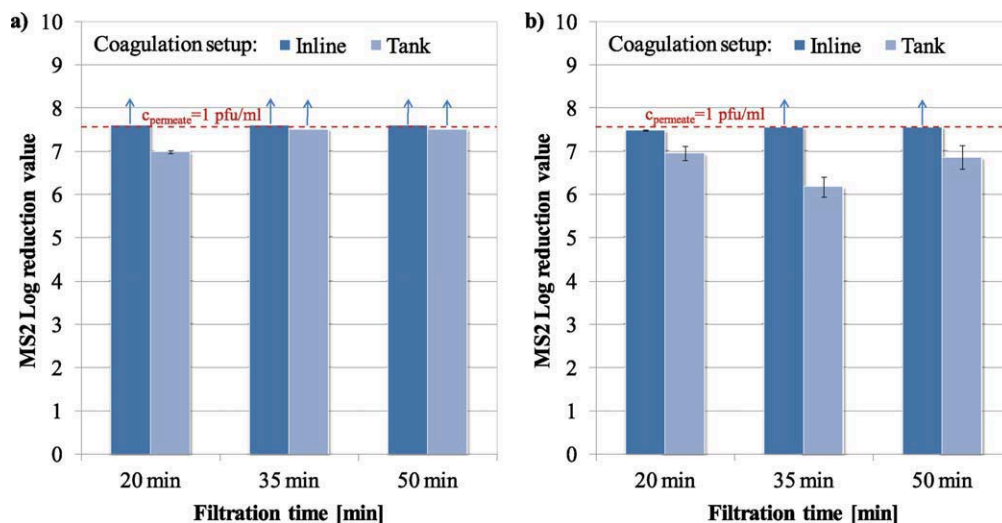 a)
MS2 Log reduction value
10
9
8
7
6
5
4
3
2
1
0
Coagulation setup: Inline Tank
c_permeate=1 pfu/ml
20 min 35 min 50 min
Filtration time [min]
b)
MS2 Log reduction value
10
9
8
7
6
5
4
3
2
1
0
Coagulation setup: Inline Tank
c_permeate=1 pfu/ml
20 min 35 min 50 min
Filtration time [min]